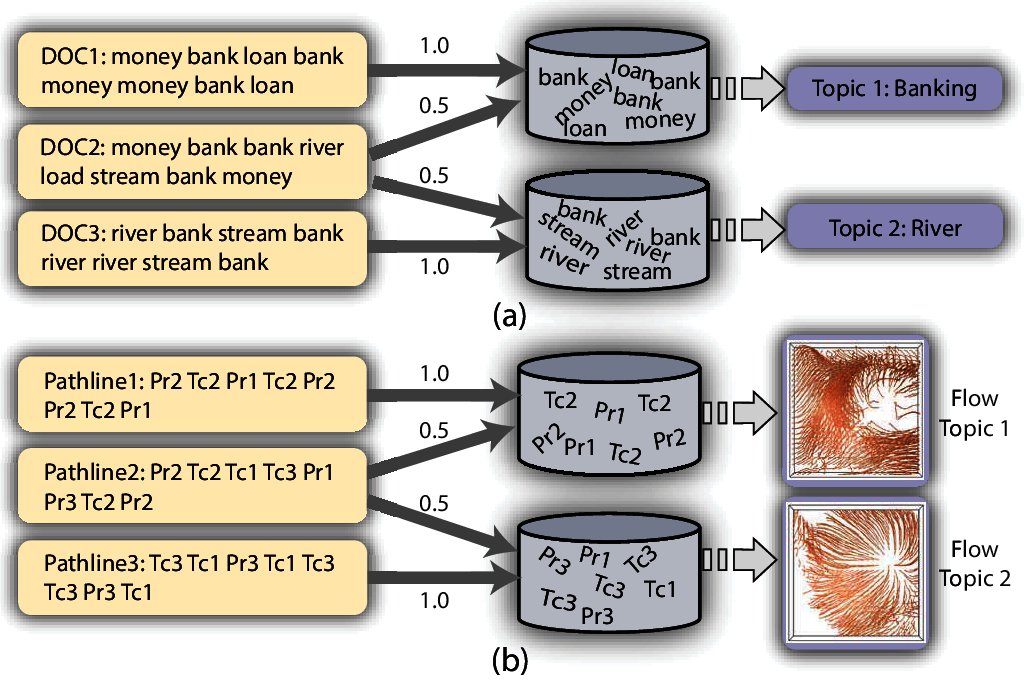 DOC1: money bank loan bank
money money bank loan
1.0
0.5
DOC2: money bank bank river
load stream bank money
0.5
DOC3: river bank stream bank
river river stream bank
1.0
bank
loan
bank
money
bank
loan
money
Topic 1: Banking
bank
river
stream
river
bank
river
stream
Topic 2: River
(a)
Pathline1: Pr2 Tc2 Pr1 Tc2 Pr2
Pr2 Tc2 Pr1
1.0
0.5
Pathline2: Pr2 Tc2 Tc1 Tc3 Pr1
Pr3 Tc2 Pr2
0.5
Pathline3: Tc3 Tc1 Pr3 Tc1 Tc3
Tc3 Pr3 Tc1
1.0
Tc2
Pr1
Tc2
Pr2
Pr1
Tc2
Pr2
Flow
Topic 1
Pr3
Pr1
Tc3
Tc3
Tc1
Tc3
Pr3
Flow
Topic 2
(b)